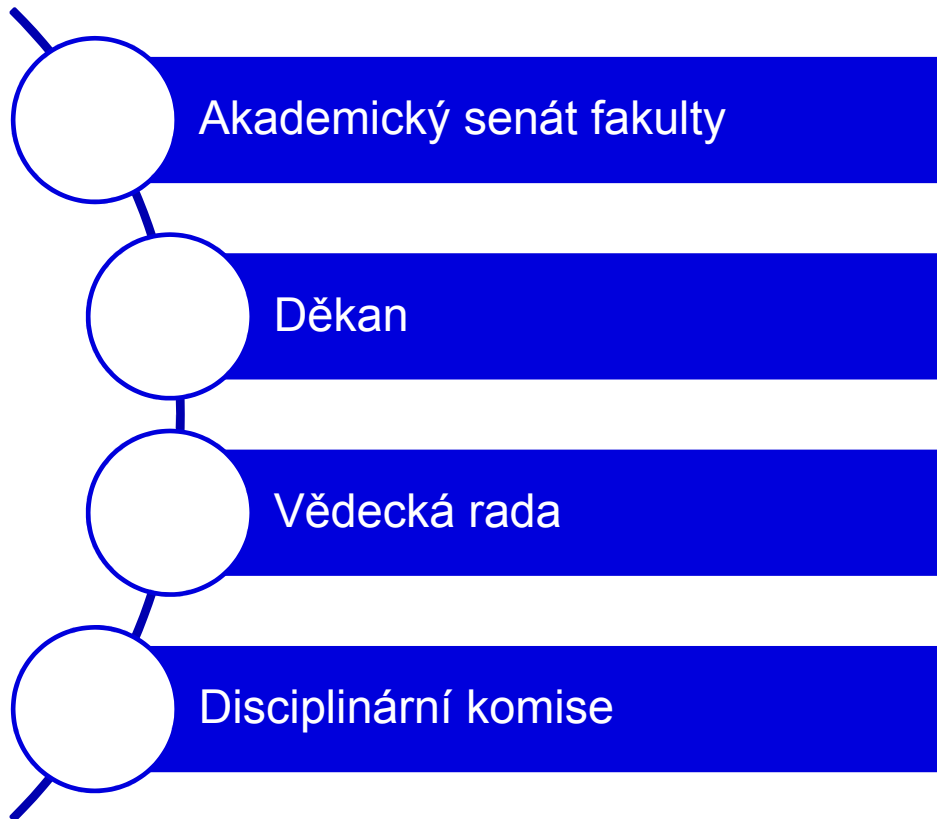 Akademický senát fakulty
Děkan
Vědecká rada
Disciplinární komise